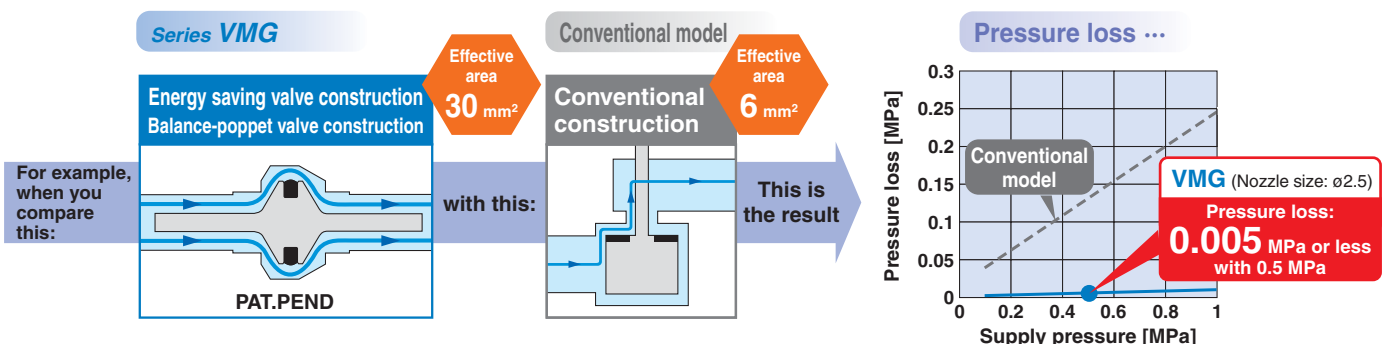 Series VMG
Effective
area
30 mm²
Energy saving valve construction
Balance-poppet valve construction
PAT.PEND
For example,
when you
compare
this:
with this:
Conventional model
Effective
area
6 mm²
Conventional
construction
This is
the result
Pressure loss ···
Pressure loss [MPa]
0.3
0.25
0.2
0.15
0.1
0.05
0
0
0.2
0.4
0.6
0.8
1
Supply pressure [MPa]
Conventional
model
VMG (Nozzle size: ø2.5)
Pressure loss:
0.005 MPa or less
with 0.5 MPa